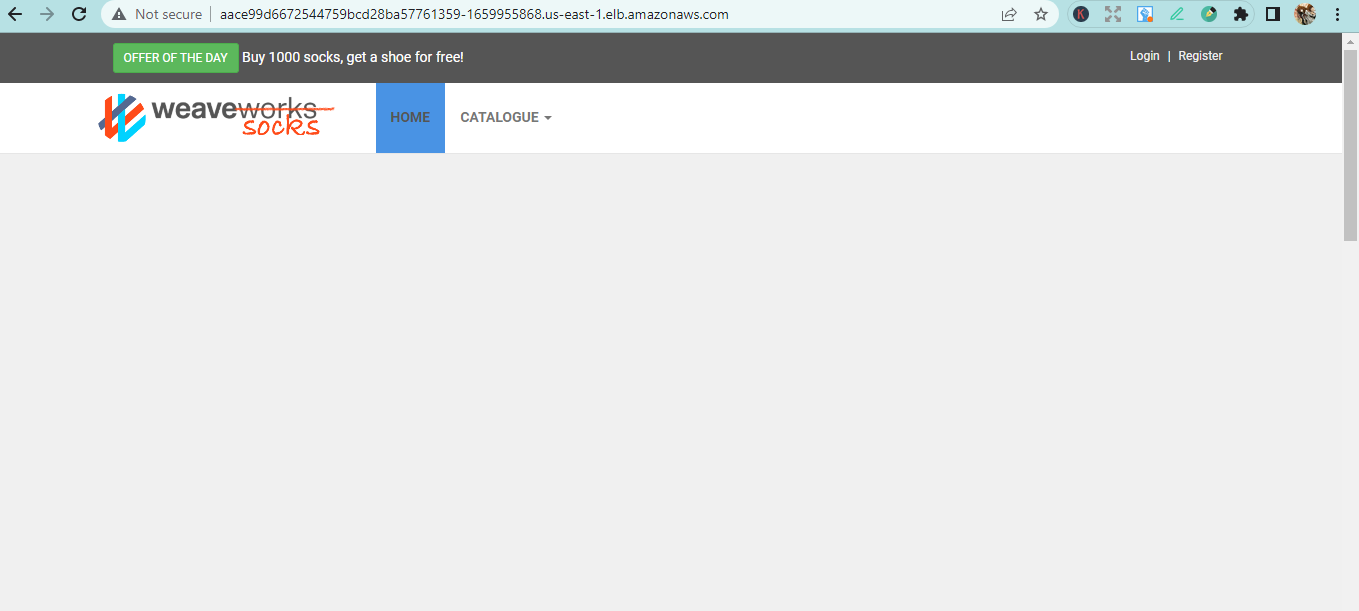 Not secure aace99d6672544759bcd28ba57761359-1659955868.us-east-1.elb.amazonaws.com K
OFFER OF THE DAY Buy 1000 socks, get a shoe for free! Login | Register
weaveworks
socks
HOME CATALOGUE